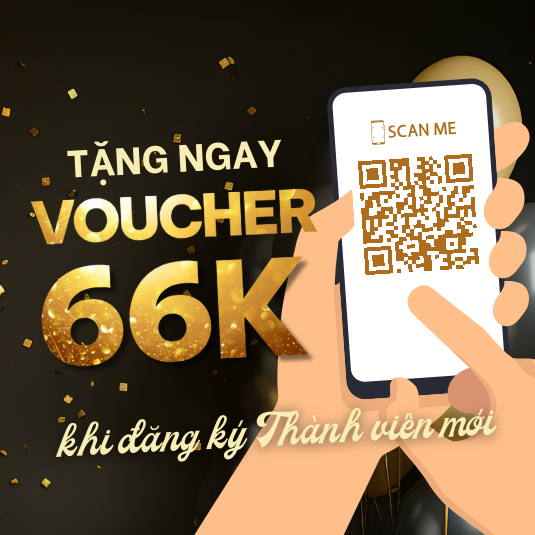 TẶNG NGAY
VOUCHER
66K
khi đăng ký Thành viên mới
SCAN ME